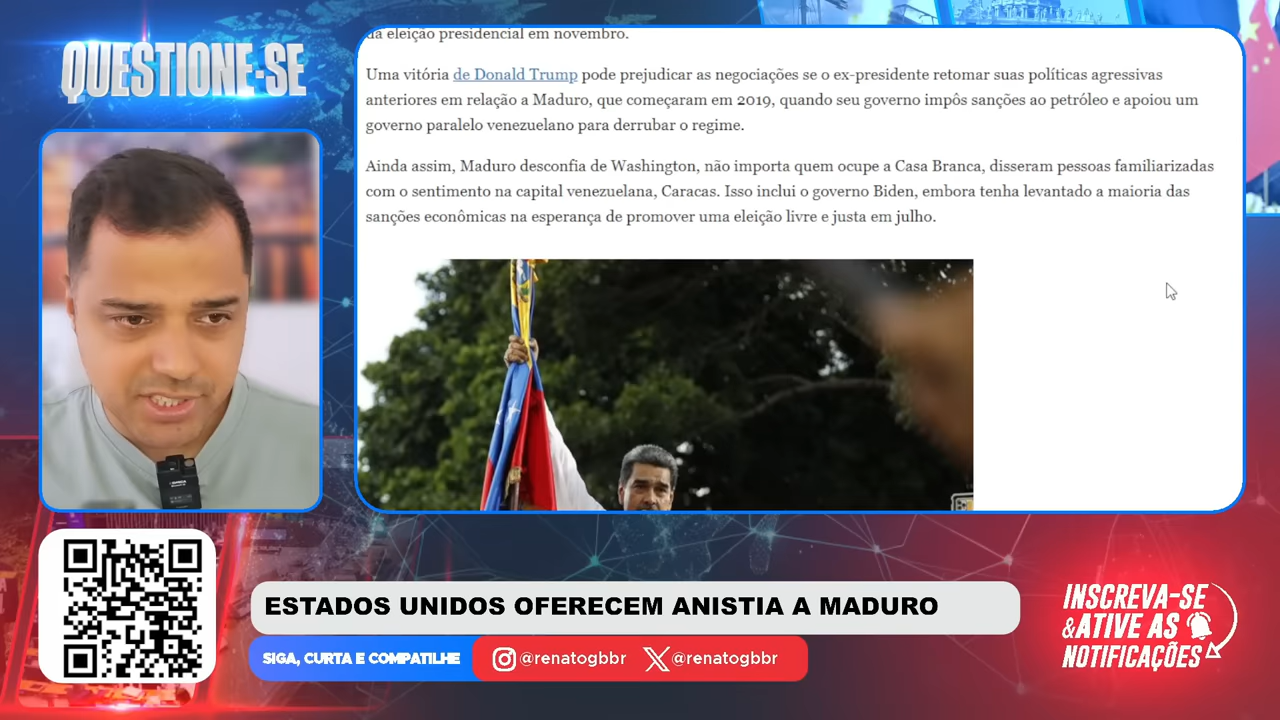 QUESTIONE-SE
da eleição presidencial em novembro.
Uma vitória de Donald Trump pode prejudicar as negociações se o ex-presidente retomar suas políticas agressivas
anteriores em relação a Maduro, que começaram em 2019, quando seu governo impôs sanções ao petróleo e apoiou um
governo paralelo venezuelano para derrubar o regime.
Ainda assim, Maduro desconfia de Washington, não importa quem ocupe a Casa Branca, disseram pessoas familiarizadas
com o sentimento na capital venezuelana, Caracas. Isso inclui o governo Biden, embora tenha levantado a maioria das
sanções econômicas na esperança de promover uma eleição livre e justa em julho.
ESTADOS UNIDOS OFERECEM ANISTIA A MADURO
SIGA, CURTA E COMPATILHE
@renatogbbr
@renatogbbr
INSCREVA-SE
&ATIVE AS
NOTIFICAÇÕES